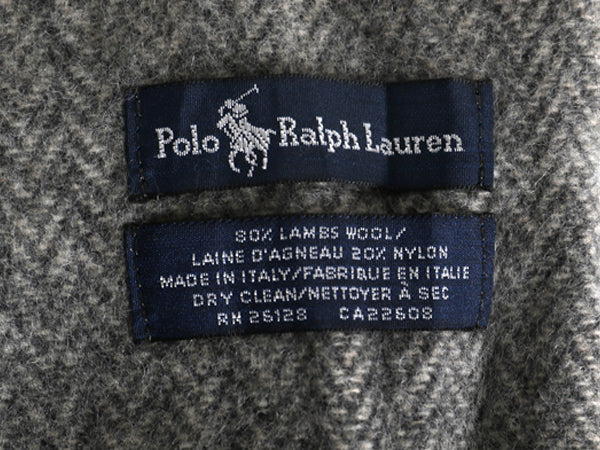 Polo Ralph Lauren
80% LAMBS WOOL/
LAINE D'AGNEAU 20% NYLON
MADE IN ITALY/FABRIQUE EN ITALIE
DRY CLEAN/NETTOYER À SEC
RN 26128 CA22608